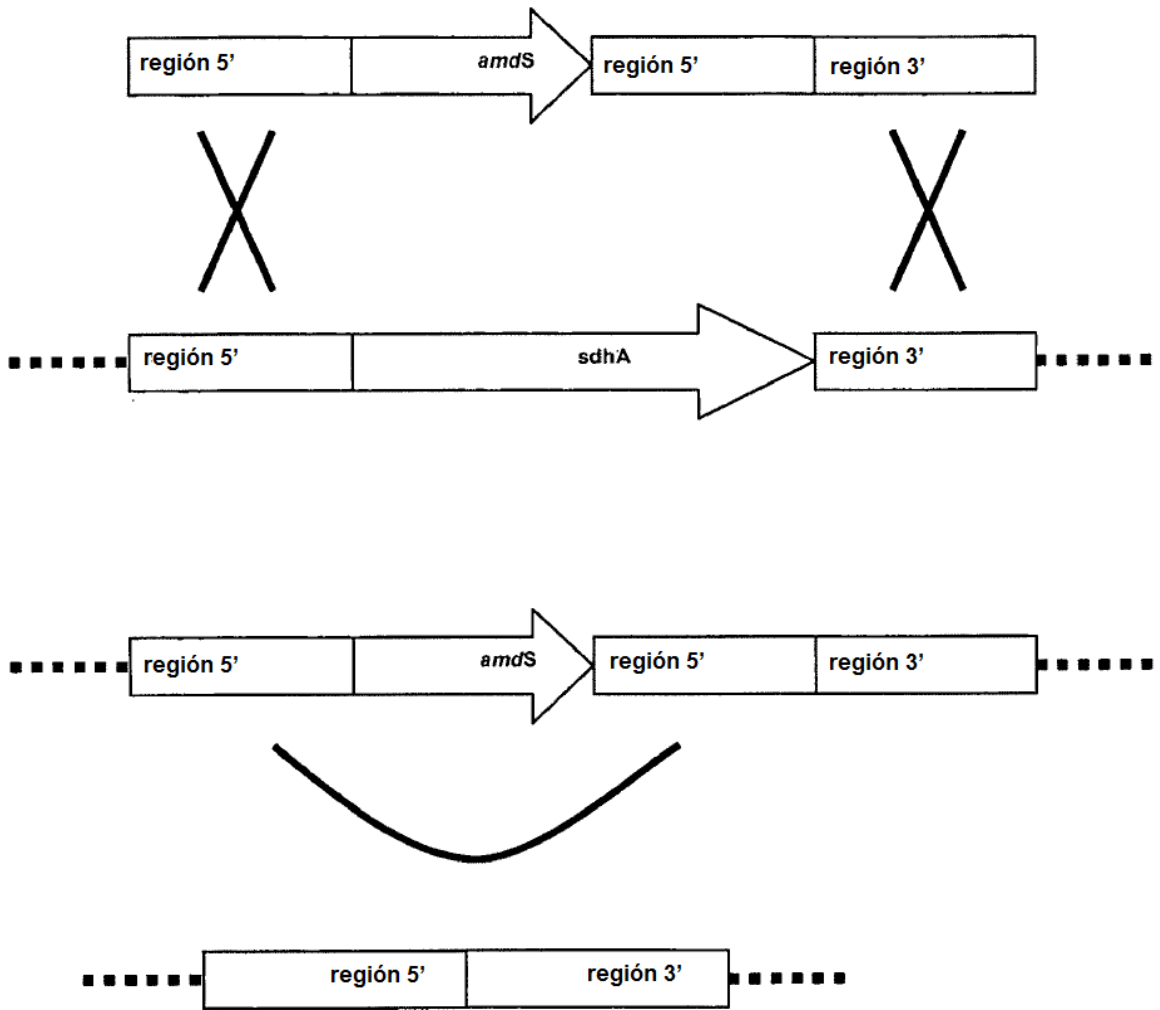 región 5’ amdS región 5’ región 3’
región 5’ sdhA región 3’
región 5’ amdS región 5’ región 3’
región 5’ región 3’